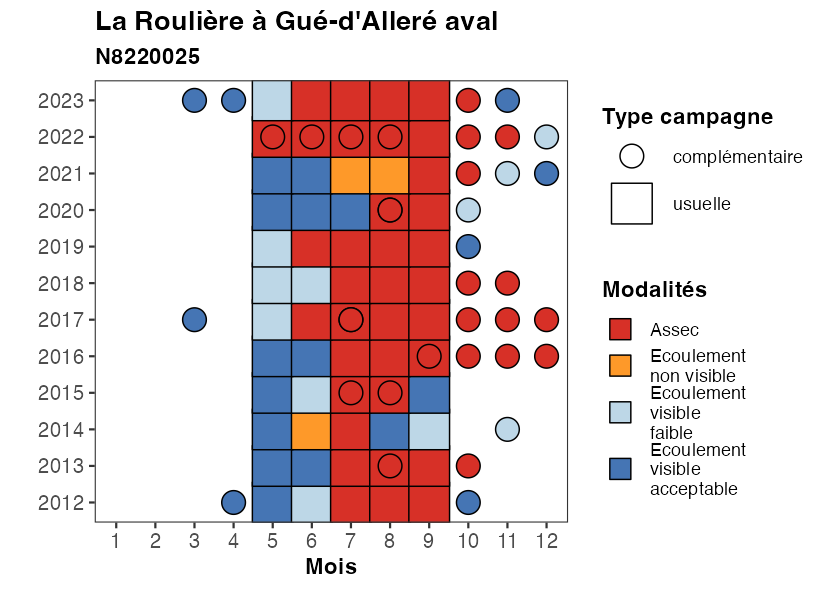 La Roulière à Gué-d'Alleré aval
N8220025
2023
2022
2021
2020
2019
2018
2017
2016
2015
2014
2013
2012
1 2 3 4 5 6 7 8 9 10 11 12
Mois
Type campagne
complémentaire
usuelle
Modalités
Assec
Ecoulement
non visible
Ecoulement
visible
faible
Ecoulement
visible
acceptable